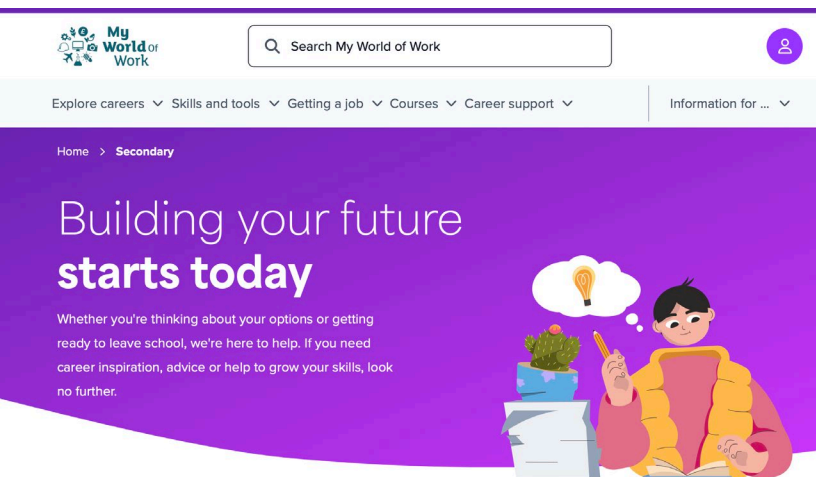 My
World of
Work
Search My World of Work
Explore careers
Skills and tools
Getting a job
Courses
Career support
Information for ...
Home > Secondary
Building your future
starts today
Whether you're thinking about your options or getting
ready to leave school, we're here to help. If you need
career inspiration, advice or help to grow your skills, look
no further.